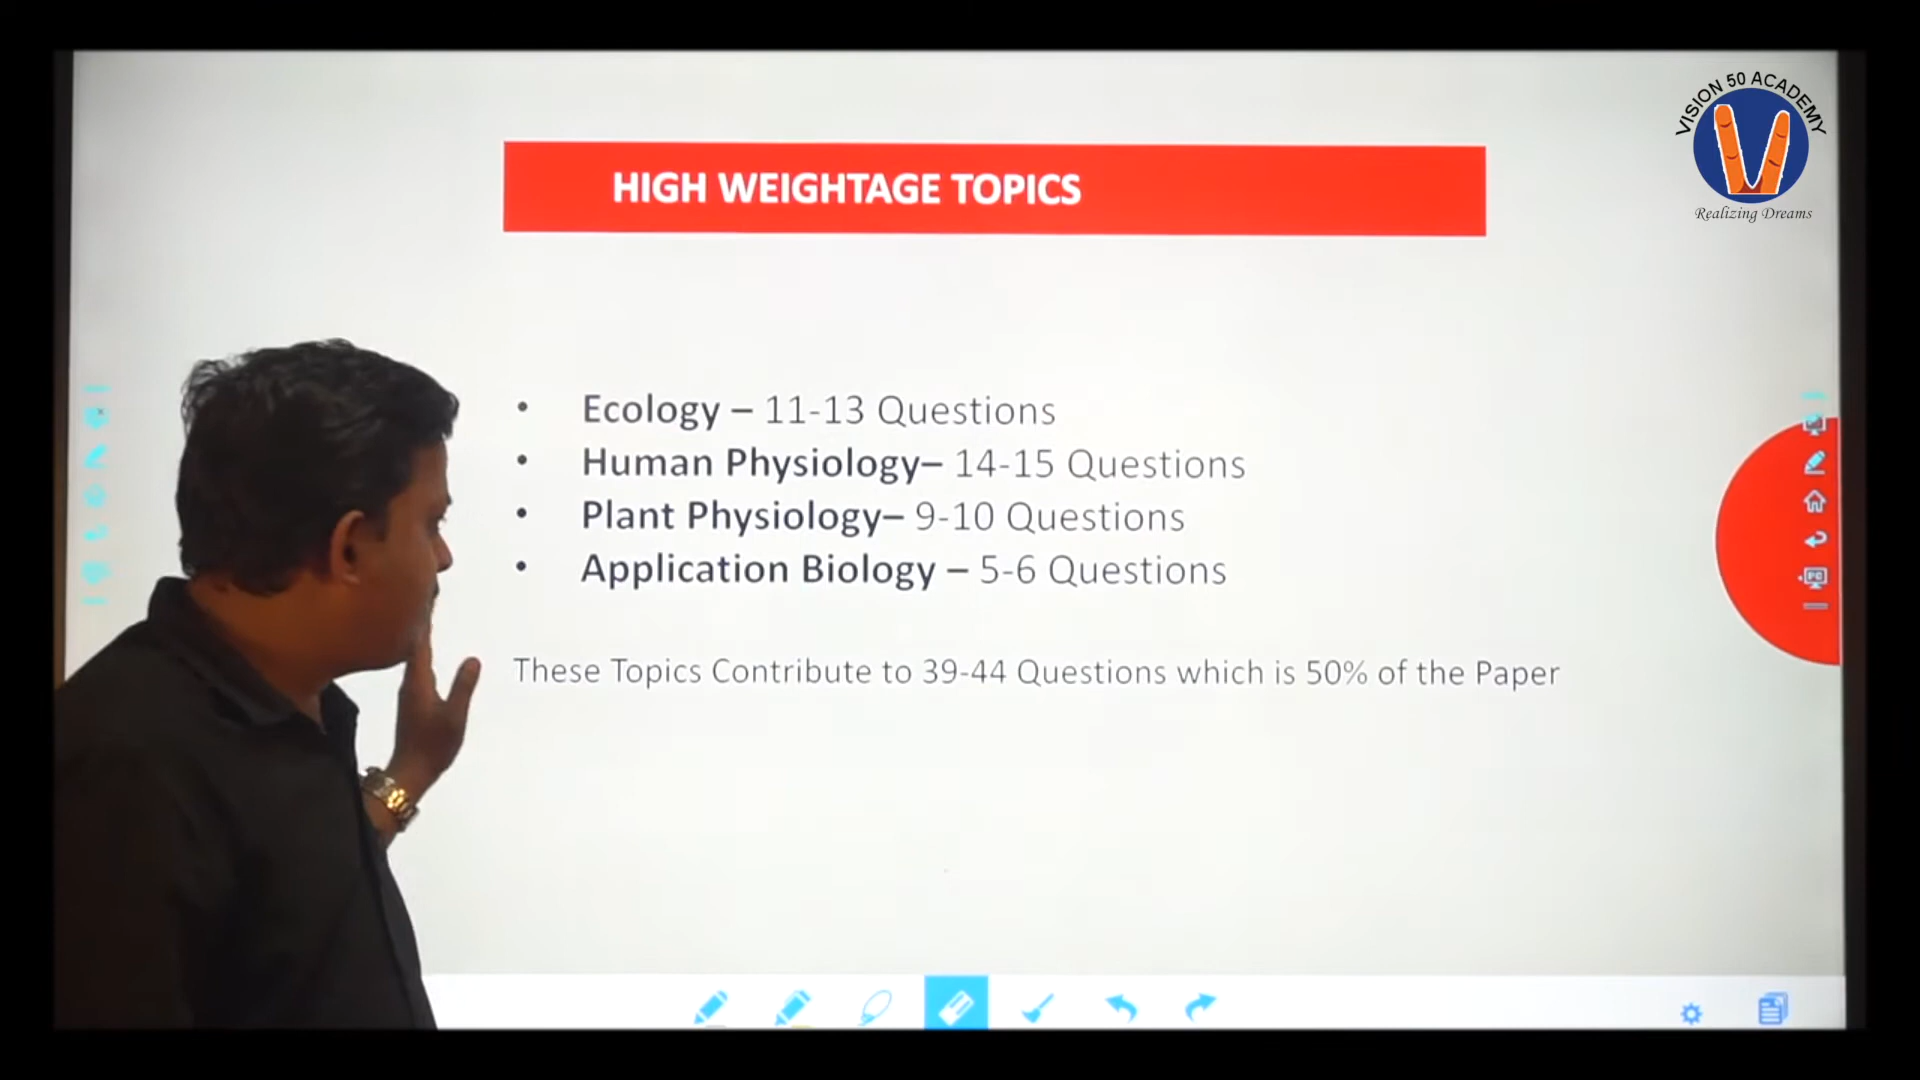 VISION 50 ACADEMY
Realizing Dreams
HIGH WEIGHTAGE TOPICS
• Ecology – 11-13 Questions
• Human Physiology– 14-15 Questions
• Plant Physiology– 9-10 Questions
• Application Biology – 5-6 Questions
These Topics Contribute to 39-44 Questions which is 50% of the Paper
PC